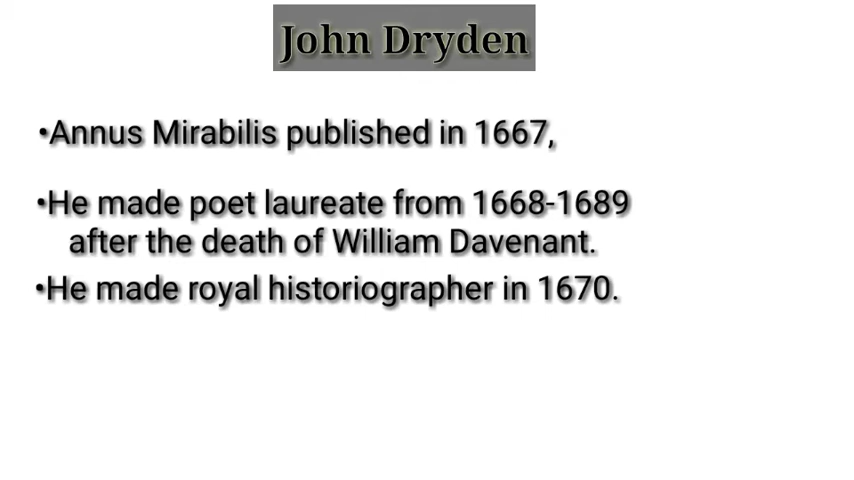 John Dryden
•Annus Mirabilis published in 1667,
•He made poet laureate from 1668-1689
after the death of William Davenant.
•He made royal historiographer in 1670.